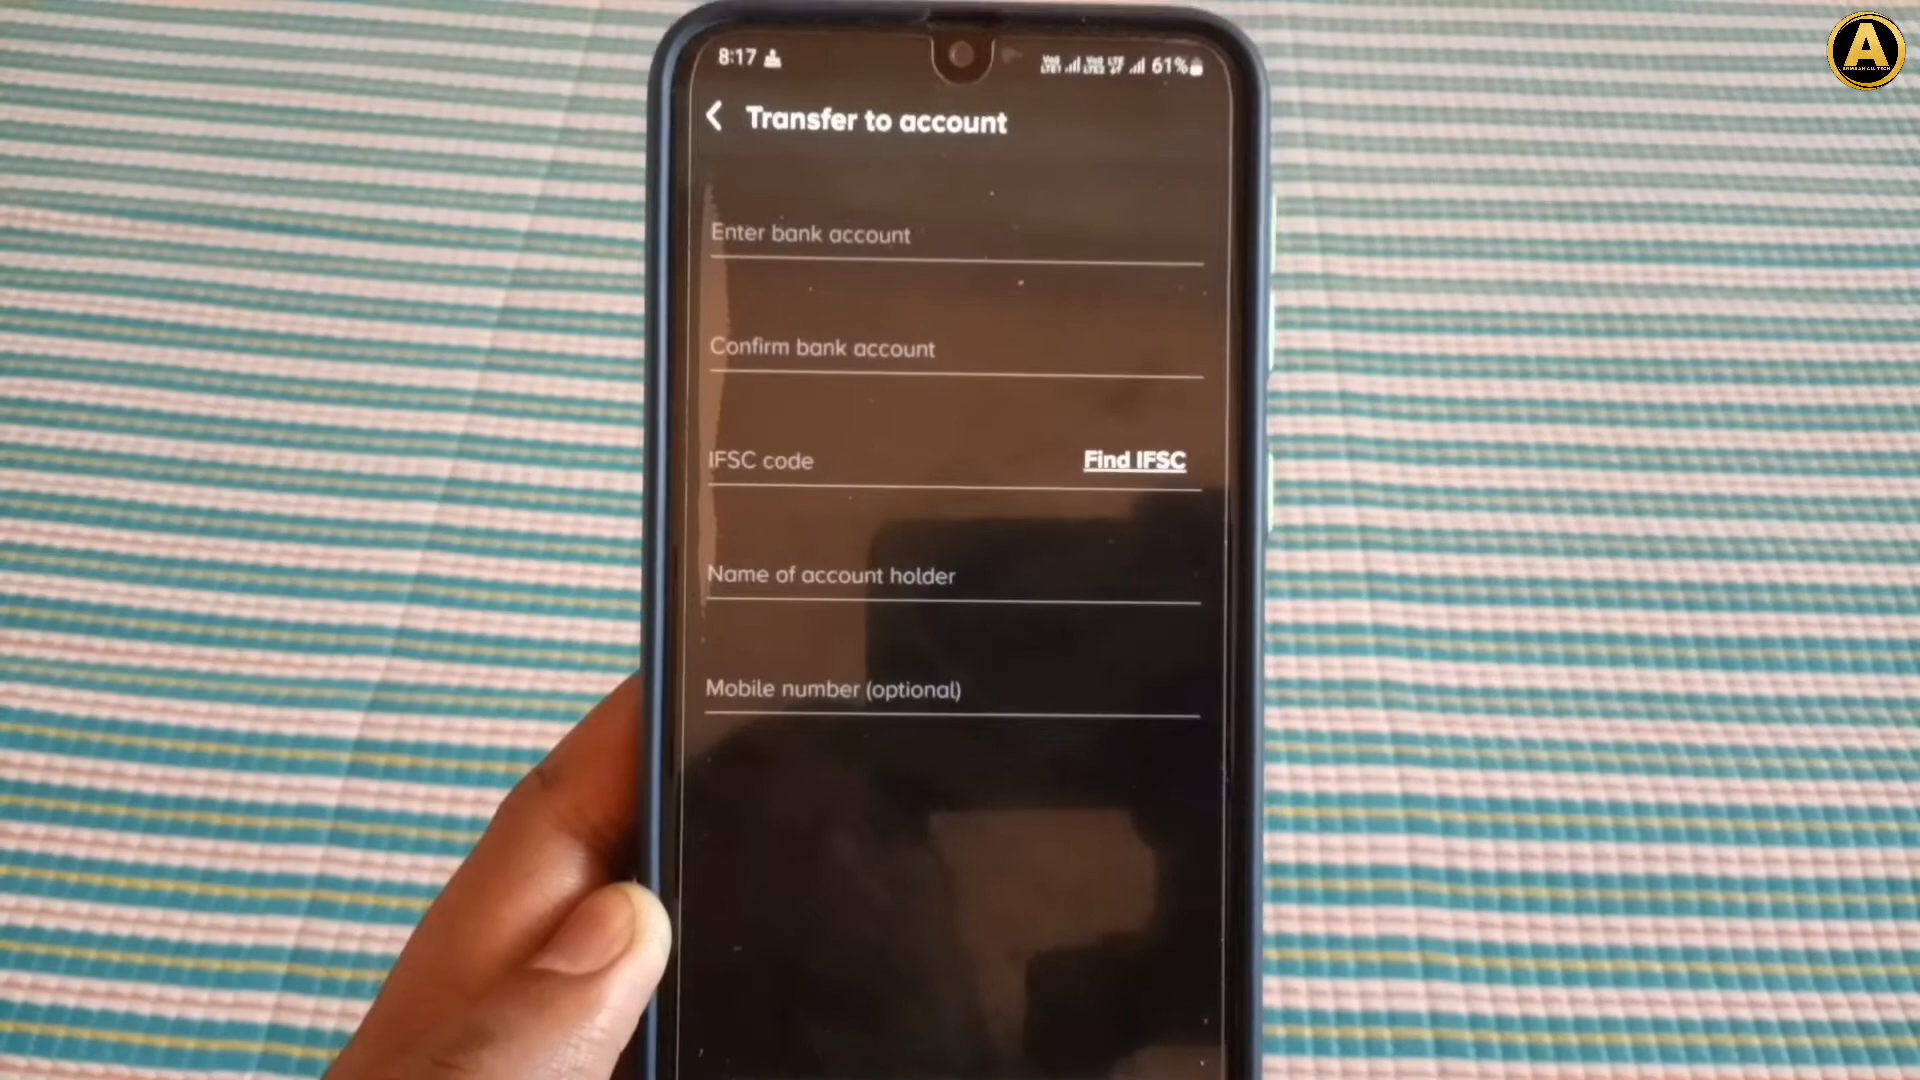 8:17
61%
Transfer to account
Enter bank account
Confirm bank account
IFSC code
Find IFSC
Name of account holder
Mobile number (optional)
A